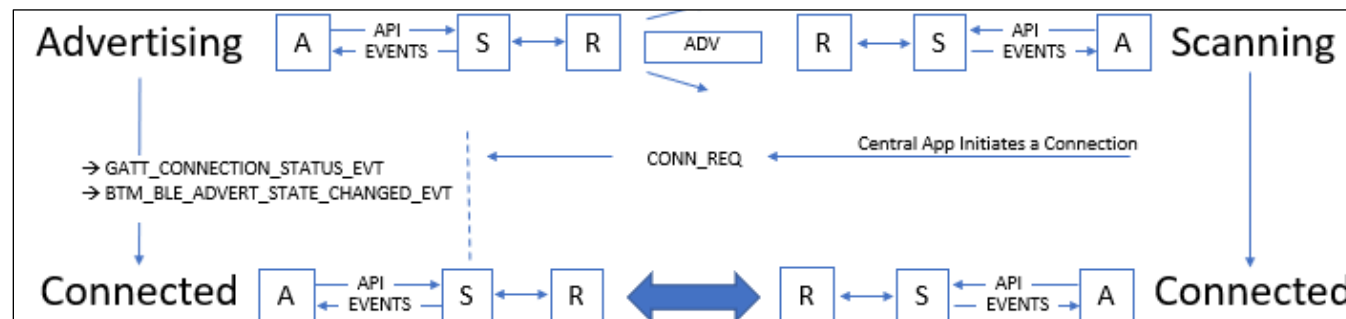 Advertising A API EVENTS S R ADV R S API EVENTS A Scanning
CONN_REQ Central App Initiates a Connection
→ GATT_CONNECTION_STATUS_EVT
→ BTM_BLE_ADVERT_STATE_CHANGED_EVT
Connected A API EVENTS S R R S API EVENTS A Connected